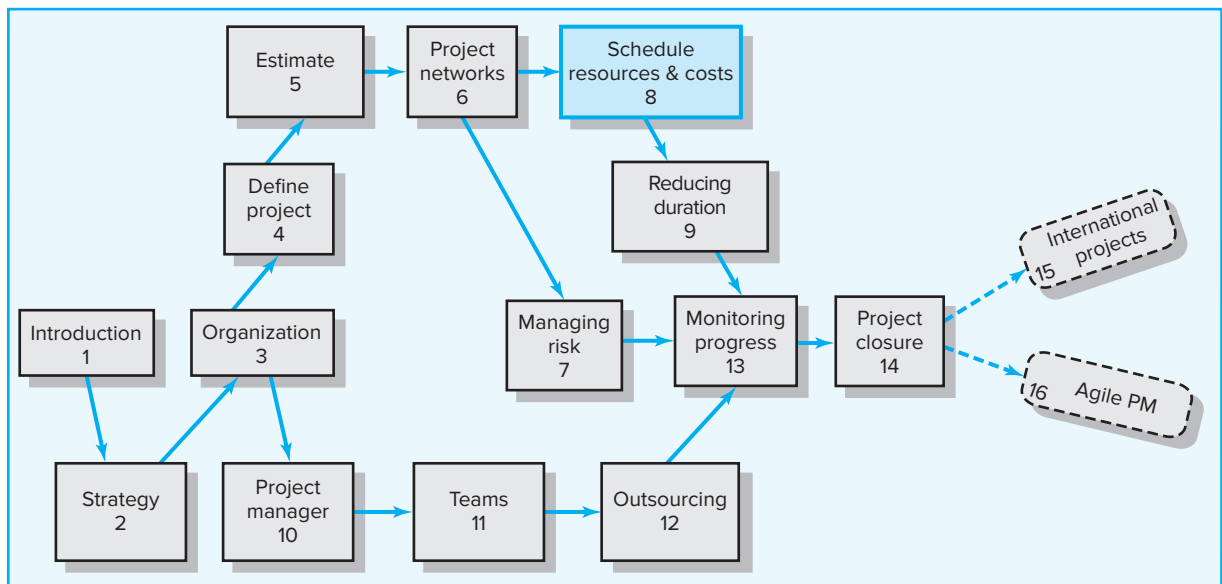 Estimate
5
Project
networks
6
Schedule
resources & costs
8
Define
project
4
Reducing
duration
9
International
projects
15
Introduction
1
Organization
3
Managing
risk
7
Monitoring
progress
13
Project
closure
14
Agile PM
16
Strategy
2
Project
manager
10
Teams
11
Outsourcing
12